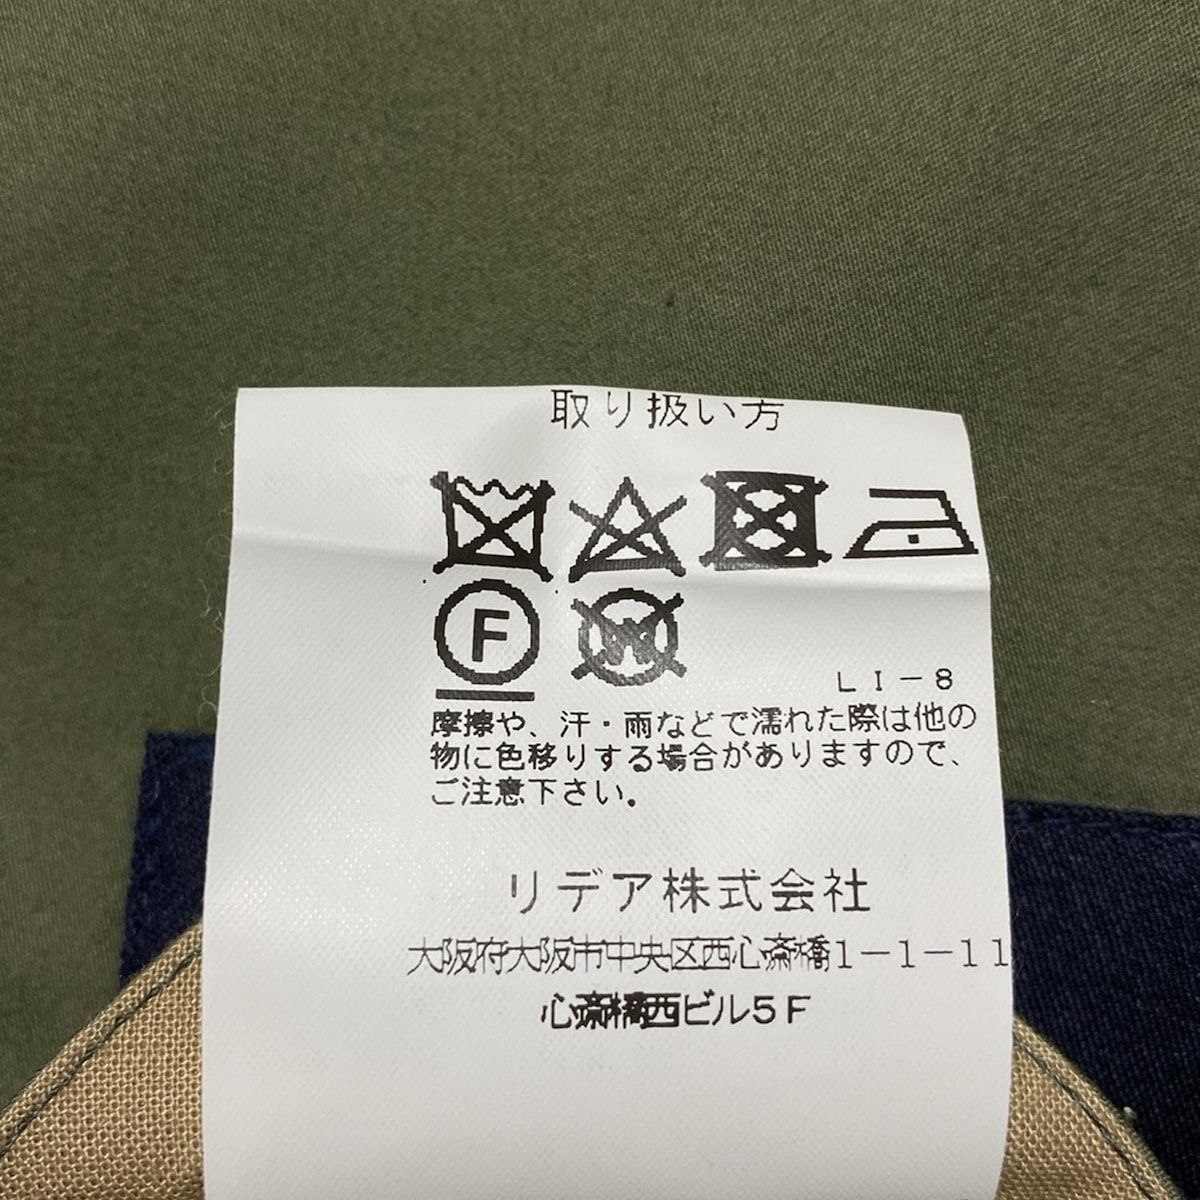 取り扱い方
F
W
LI-8
摩擦や、汗・雨などで濡れた際は他の
物に色移りする場合がありますので、
ご注意下さい。
リデア株式会社
大阪府大阪市中央区西心斎橋1-1-11
心斎橋西ビル5F